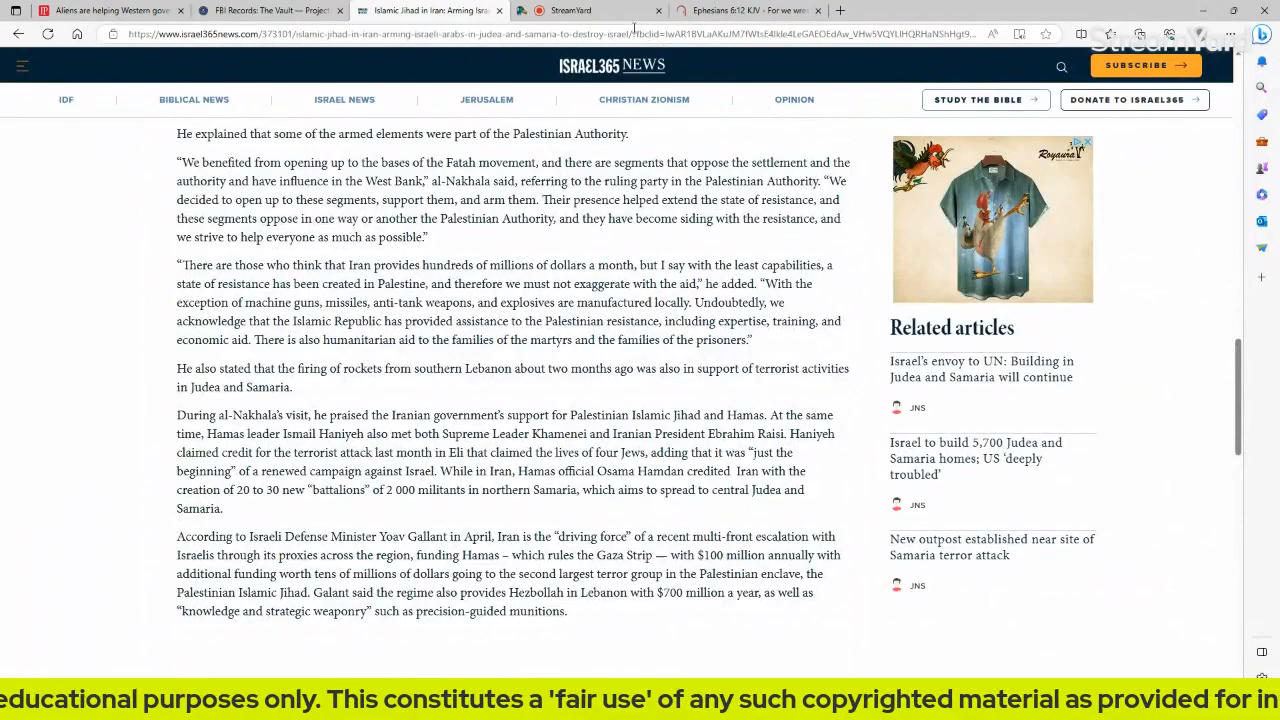 Aliens are helping Western gover
FBI Records: The Vault — Project
Islamic Jihad in Iran: Arming Isra
StreamYard
Ephesians 6:12 KJV - For we wres
StreamYard
ISRAEL365 NEWS
SUBSCRIBE
IDF
BIBLICAL NEWS
ISRAEL NEWS
JERUSALEM
CHRISTIAN ZIONISM
OPINION
STUDY THE BIBLE
DONATE TO ISRAEL365
He explained that some of the armed elements were part of the Palestinian Authority.
“We benefited from opening up to the bases of the Fatah movement, and there are segments that oppose the settlement and the
authority and have influence in the West Bank,” al-Nakhala said, referring to the ruling party in the Palestinian Authority. “We
decided to open up to these segments, support them, and arm them. Their presence helped extend the state of resistance, and
these segments oppose in one way or another the Palestinian Authority, and they have become siding with the resistance, and
we strive to help everyone as much as possible.”
“There are those who think that Iran provides hundreds of millions of dollars a month, but I say with the least capabilities, a
state of resistance has been created in Palestine, and therefore we must not exaggerate with the aid,” he added. “With the
exception of machine guns, missiles, anti-tank weapons, and explosives are manufactured locally. Undoubtedly, we
acknowledge that the Islamic Republic has provided assistance to the Palestinian resistance, including expertise, training, and
economic aid. There is also humanitarian aid to the families of the martyrs and the families of the prisoners.”
He also stated that the firing of rockets from southern Lebanon about two months ago was also in support of terrorist activities
in Judea and Samaria.
During al-Nakhala’s visit, he praised the Iranian government’s support for Palestinian Islamic Jihad and Hamas. At the same
time, Hamas leader Ismail Haniyeh also met both Supreme Leader Khamenei and Iranian President Ebrahim Raisi. Haniyeh
claimed credit for the terrorist attack last month in Eli that claimed the lives of four Jews, adding that it was “just the
beginning” of a renewed campaign against Israel. While in Iran, Hamas official Osama Hamdan credited Iran with the
creation of 20 to 30 new “battalions” of 2 000 militants in northern Samaria, which aims to spread to central Judea and
Samaria.
According to Israeli Defense Minister Yoav Gallant in April, Iran is the “driving force” of a recent multi-front escalation with
Israelis through its proxies across the region, funding Hamas – which rules the Gaza Strip — with $100 million annually with
additional funding worth tens of millions of dollars going to the second largest terror group in the Palestinian enclave, the
Palestinian Islamic Jihad. Galant said the regime also provides Hezbollah in Lebanon with $700 million a year, as well as
“knowledge and strategic weaponry” such as precision-guided munitions.
Royaura
Related articles
Israel’s envoy to UN: Building in
Judea and Samaria will continue
JNS
Israel to build 5,700 Judea and
Samaria homes; US ‘deeply
troubled’
JNS
New outpost established near site of
Samaria terror attack
JNS
educational purposes only. This constitutes a 'fair use' of any such copyrighted material as provided for in